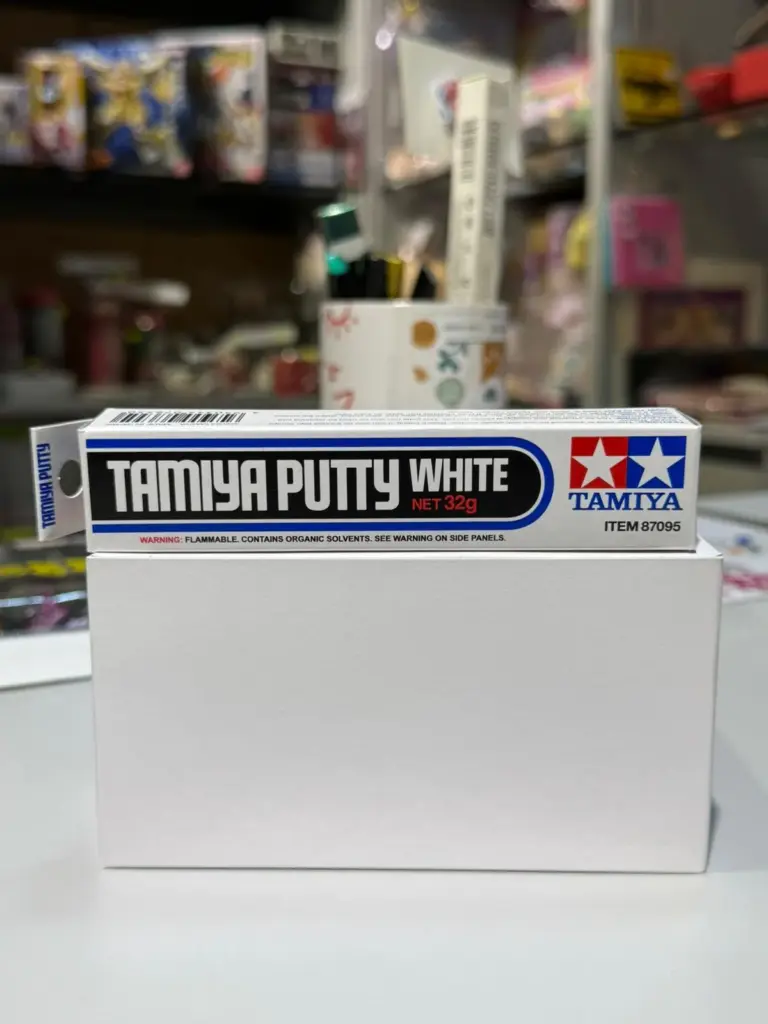 TAMIYA PUTTY
TAMIYA PUTTY WHITE
NET 32g
TAMIYA
ITEM 87095
WARNING: FLAMMABLE. CONTAINS ORGANIC SOLVENTS. SEE WARNING ON SIDE PANELS.